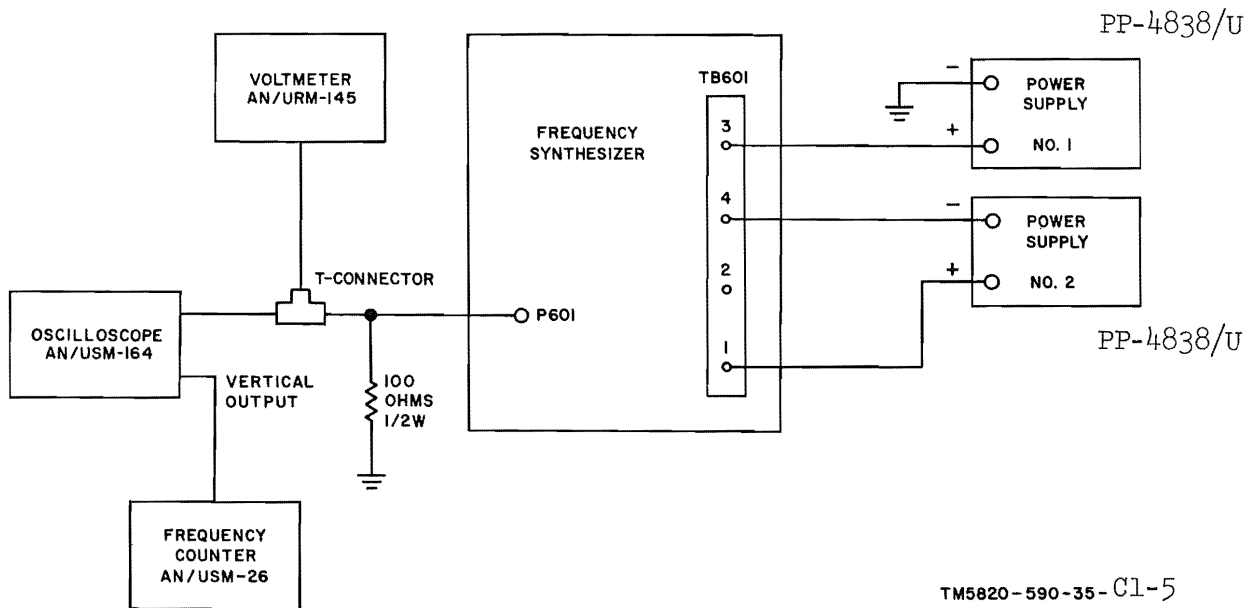 PP-4838/U
VOLTMETER
AN/URM-145
FREQUENCY
SYNTHESIZER
TB601
3
4
2
1
−
+
POWER
SUPPLY
NO. 1
−
+
POWER
SUPPLY
NO. 2
PP-4838/U
T-CONNECTOR
P601
OSCILLOSCOPE
AN/USM-164
VERTICAL
OUTPUT
100
OHMS
1/2W
FREQUENCY
COUNTER
AN/USM-26
TM5820-590-35-C1-5